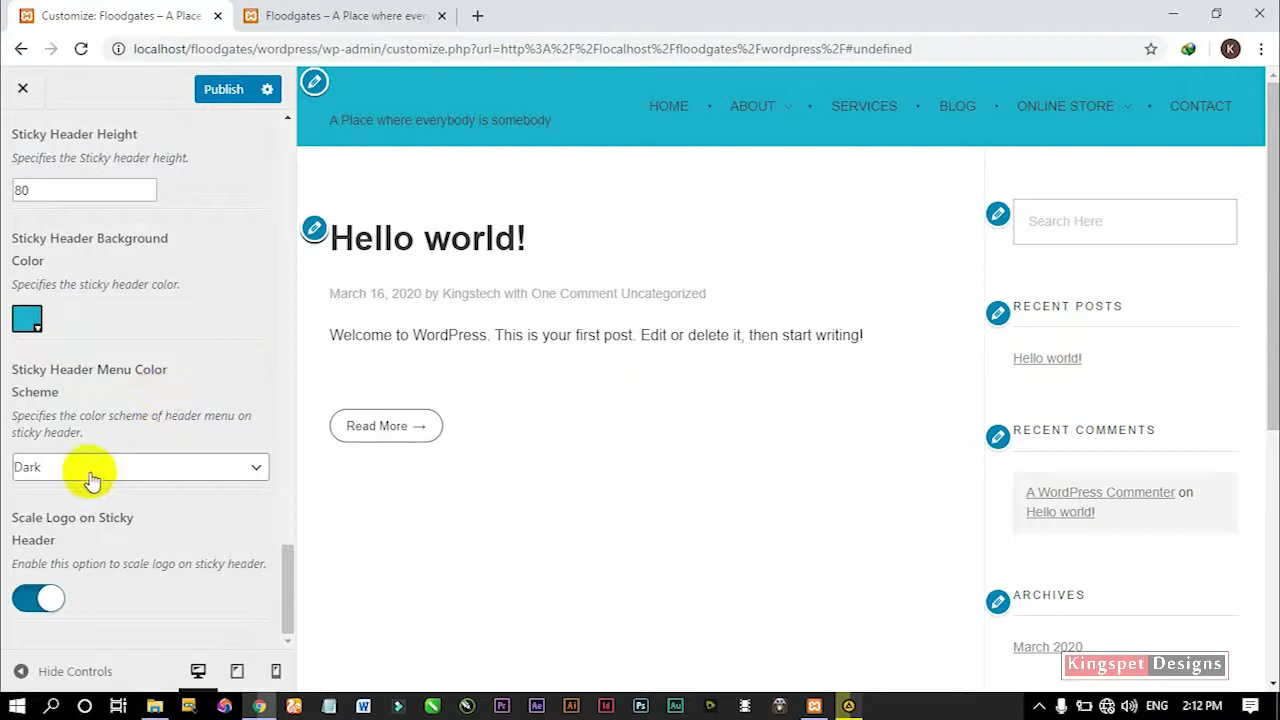 Customize: Floodgates – A Place
Floodgates – A Place where ever
localhost/floodgates/wordpress/wp-admin/customize.php?url=http%3A%2F%2Flocalhost%2Ffloodgates%2Fwordpress%2F#undefined
K
Publish
Sticky Header Height
Specifies the Sticky header height.
80
Sticky Header Background
Color
Specifies the sticky header color.
Sticky Header Menu Color
Scheme
Specifies the color scheme of header menu on
sticky header.
Dark
Scale Logo on Sticky
Header
Enable this option to scale logo on sticky header.
Hide Controls
A Place where everybody is somebody
HOME • ABOUT • SERVICES • BLOG • ONLINE STORE • CONTACT
Hello world!
March 16, 2020 by Kingstech with One Comment Uncategorized
Welcome to WordPress. This is your first post. Edit or delete it, then start writing!
Read More →
Search Here
RECENT POSTS
Hello world!
RECENT COMMENTS
A WordPress Commenter on
Hello world!
ARCHIVES
March 2020
Kingspet Designs
W Pr Ae Ai Id Ps Au
ENG 2:12 PM